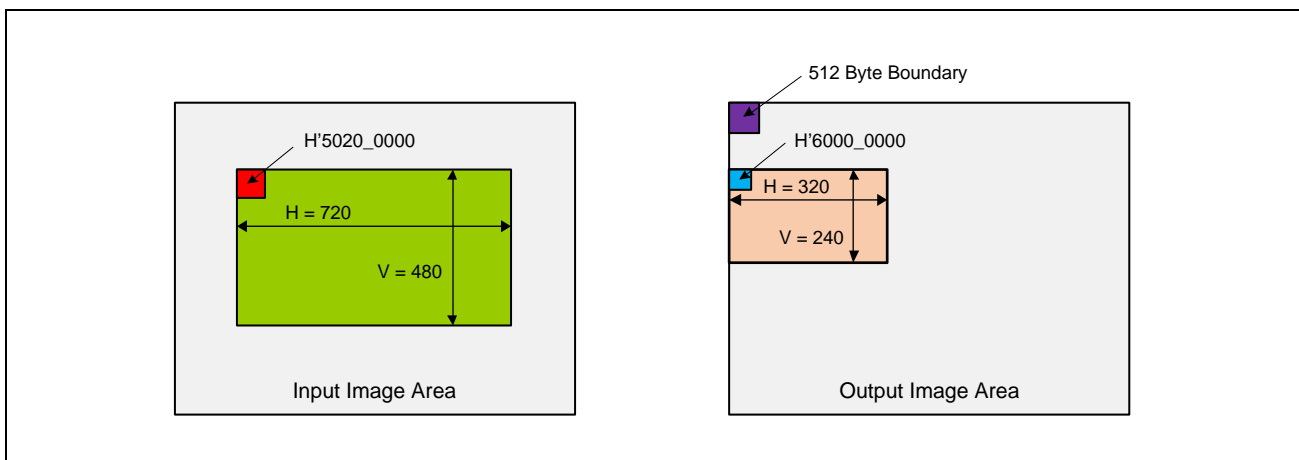 512 Byte Boundary
H'5020_0000
H'6000_0000
H = 720
H = 320
V = 480
V = 240
Input Image Area
Output Image Area